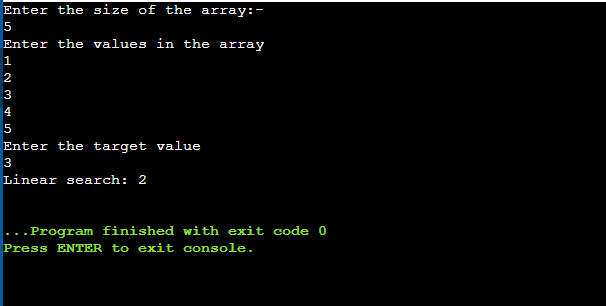 Enter the size of the array:-
5
Enter the values in the array
1
2
3
4
5
Enter the target value
3
Linear search: 2
...Program finished with exit code 0
Press ENTER to exit console.